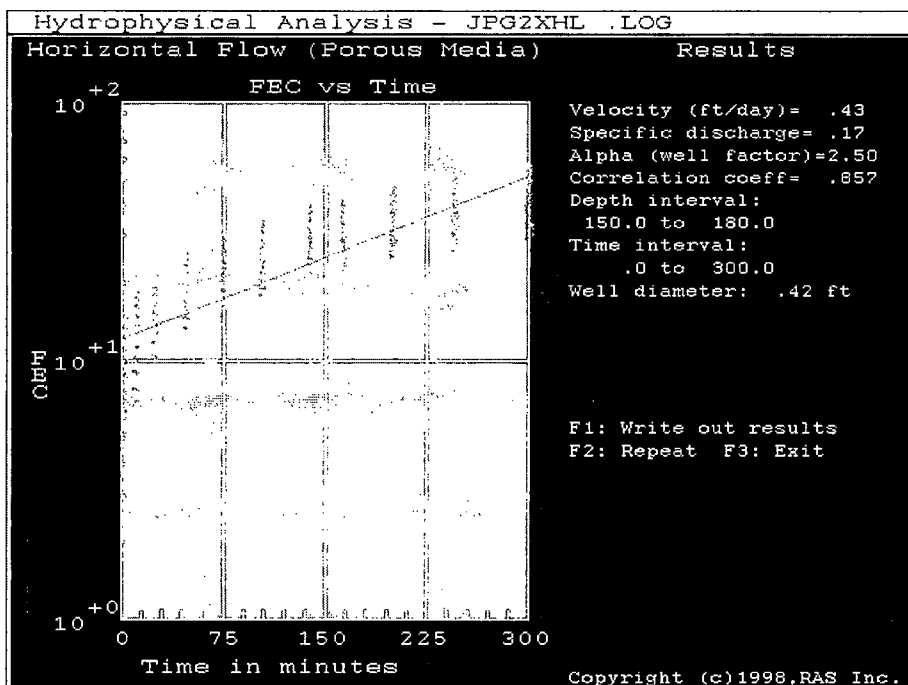 Hydrophysical Analysis - JPG2XHL .LOG
Horizontal Flow (Porous Media)
Results
FEC vs Time
10+2
10+1
10+0
FEC
0 75 150 225 300
Time in minutes
Velocity (ft/day)= .43
Specific discharge= .17
Alpha (well factor)=2.50
Correlation coeff= .857
Depth interval:
150.0 to 180.0
Time interval:
.0 to 300.0
Well diameter: .42 ft
F1: Write out results
F2: Repeat F3: Exit
Copyright (c)1998,RAS Inc.